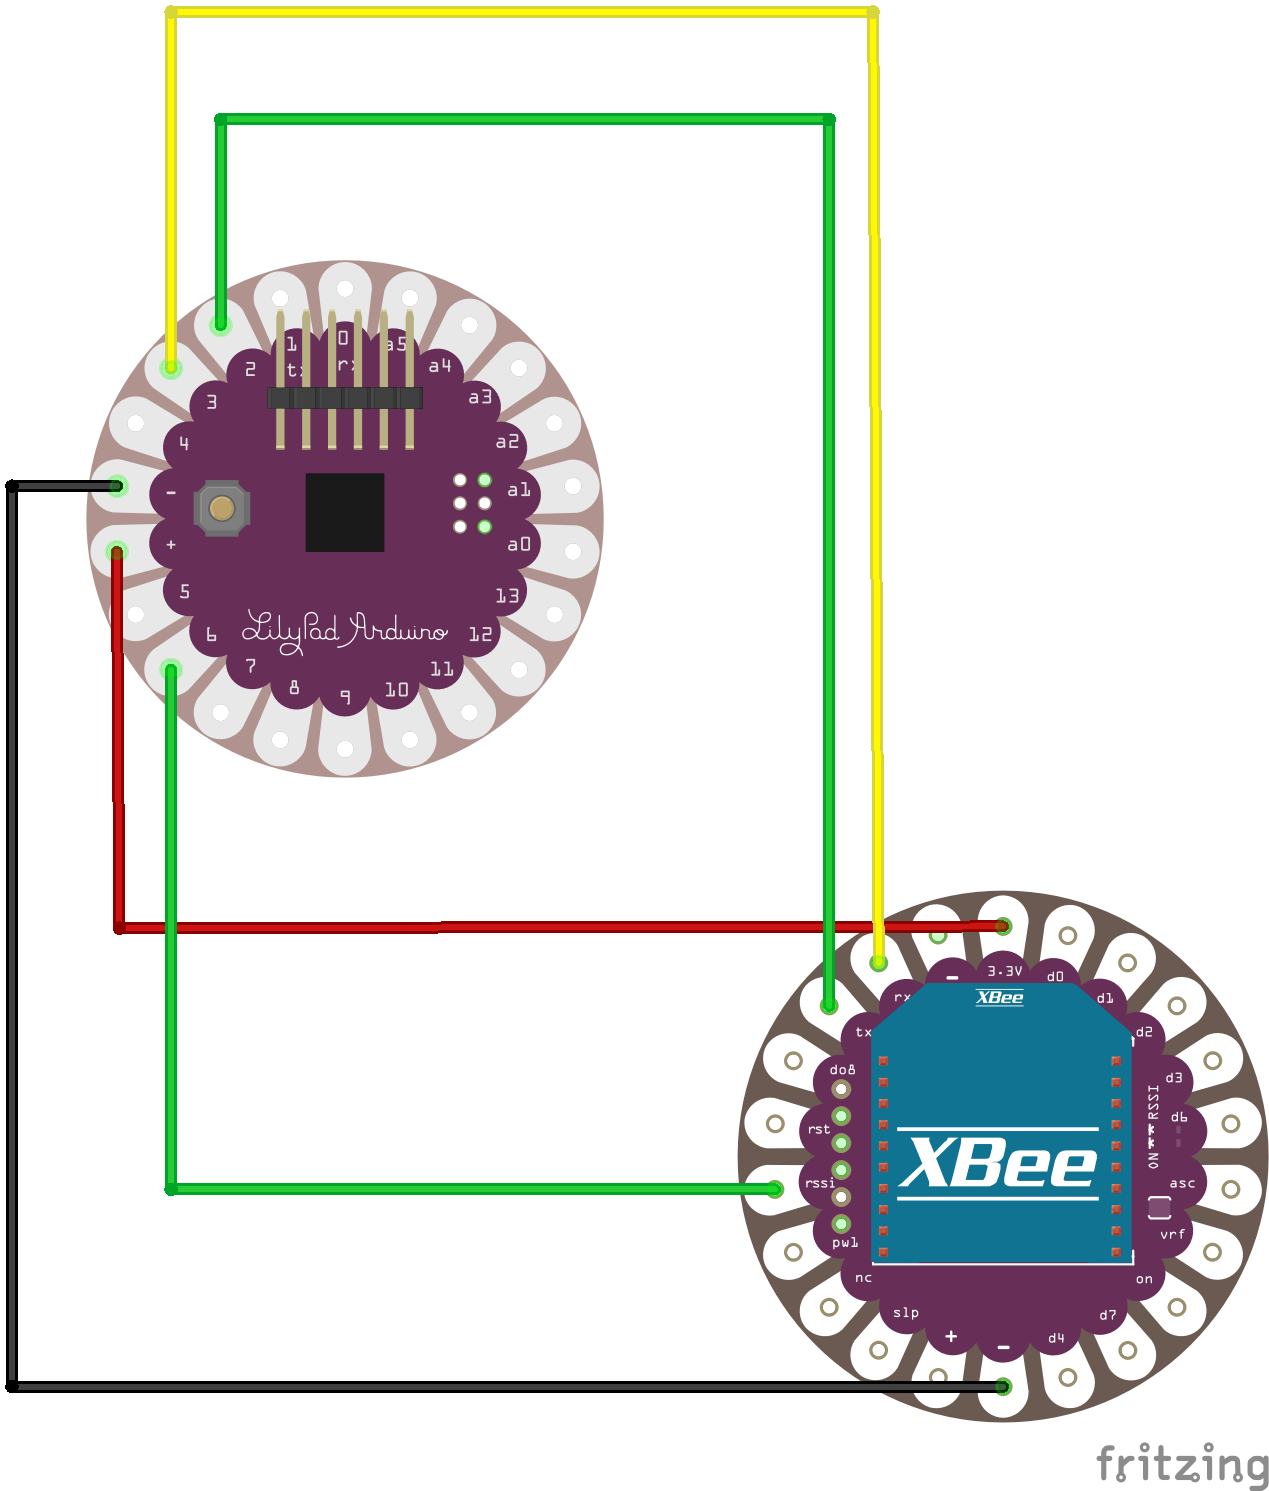 1
0
a5
tx
rx
2
a4
3
a3
4
a2
-
a1
+
a0
5
13
LilyPad Arduino
6
12
7
11
8
10
9
-
3.3V
d0
rx
XBee
d1
tx
d2
do8
d3
RSSI
rst
d6
XBee
ON
rssi
asc
pw1
vrf
nc
on
slp
d7
+
-
d4
fritzing